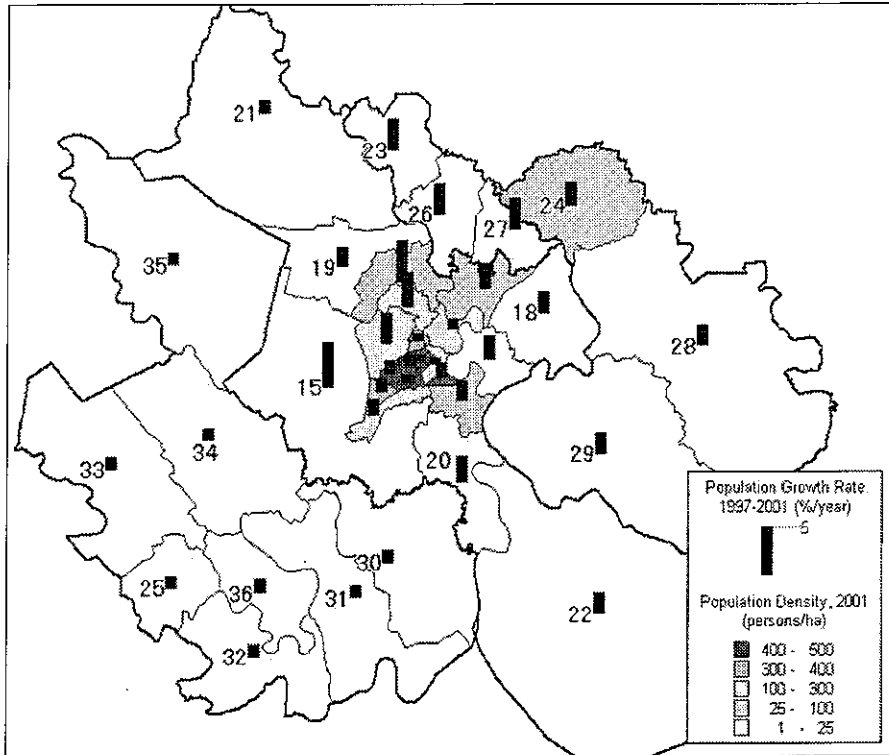 21
23
26
27
24
35
19
18
28
15
34
33
20
29
30
25
36
31
22
32
Population Growth Rate
1997-2001 (%/year)
5
Population Density, 2001
(persons/ha)
400 - 500
300 - 400
100 - 300
25 - 100
1 - 25